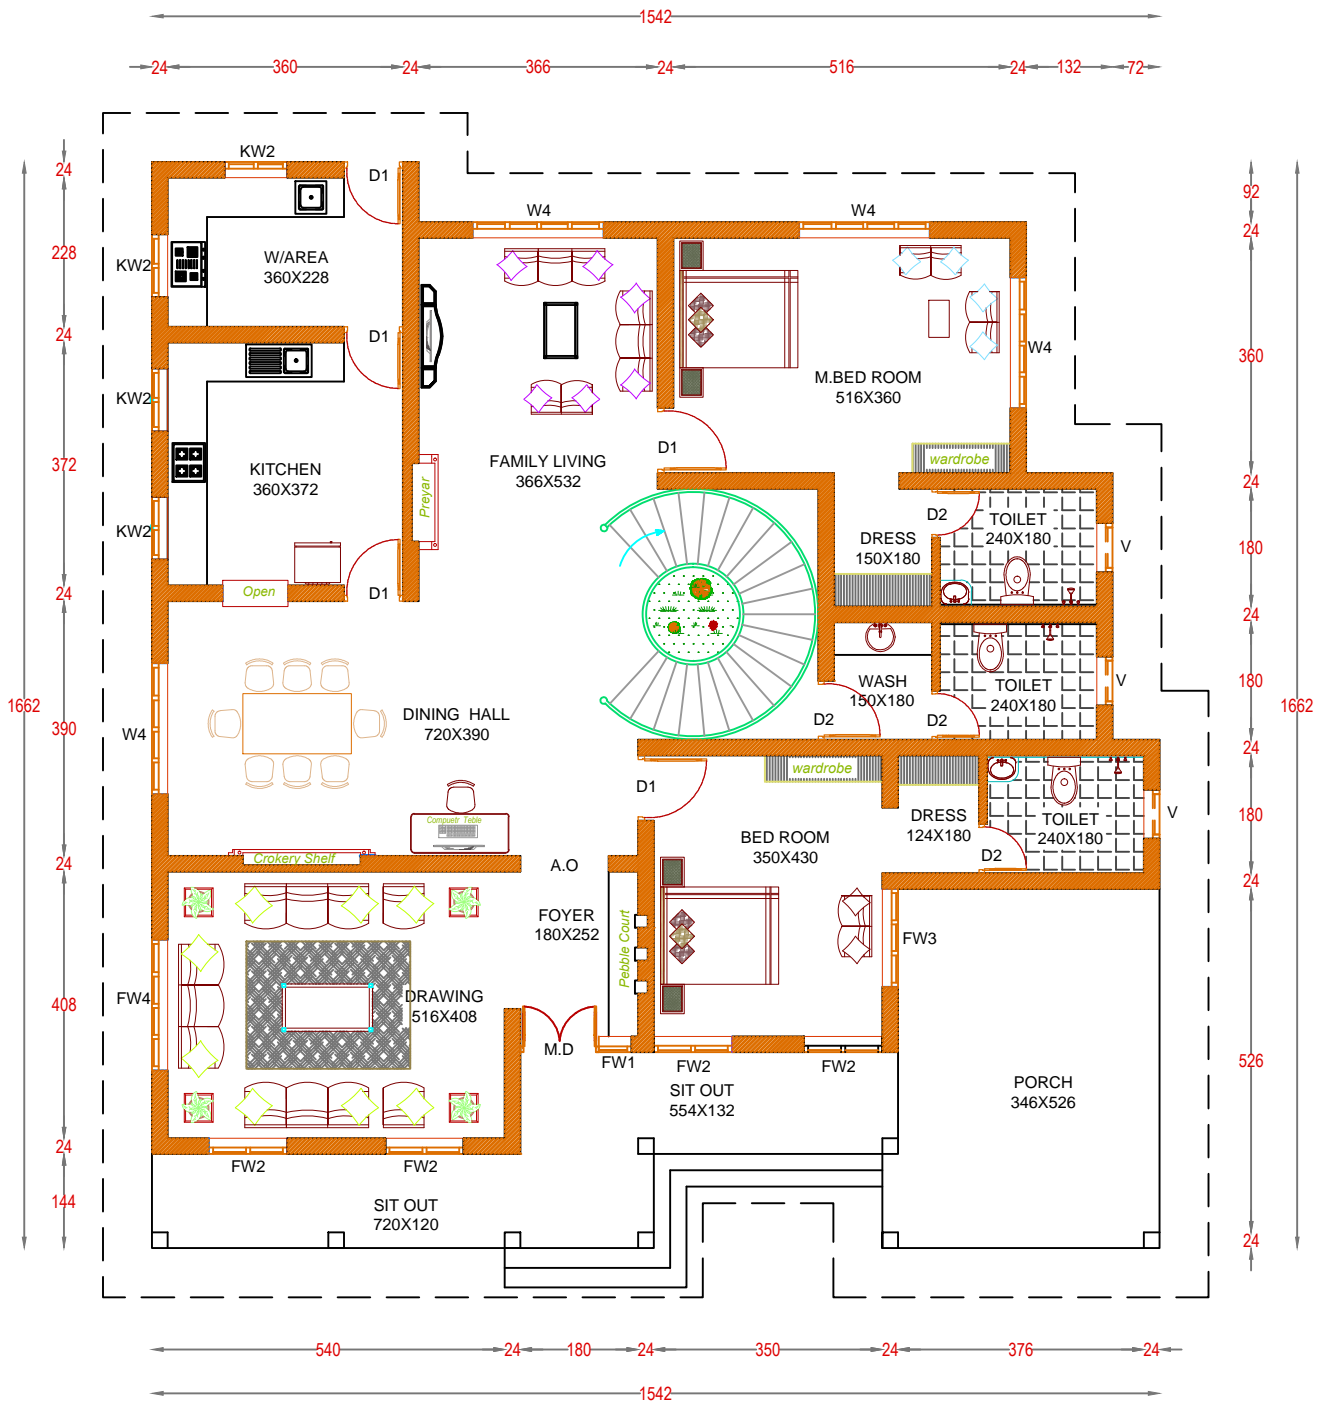 1542
24
360
24
366
24
516
24
132
72
KW2
D1
24
24
92
W4
W4
24
228
KW2
W/AREA
360X228
24
D1
W4
360
M.BED ROOM
516X360
KW2
D1
wardrobe
372
KITCHEN
360X372
FAMILY LIVING
366X532
24
Preyar
D2
TOILET
240X180
KW2
DRESS
150X180
V
180
24
Open
D1
24
WASH
150X180
TOILET
240X180
V
180
1662
1662
390
W4
DINING HALL
720X390
D2
D2
24
wardrobe
D1
Compuetr Teble
BED ROOM
350X430
DRESS
124X180
TOILET
240X180
V
180
24
Crokery Shelf
A.O
D2
24
FOYER
180X252
Pebble Court
FW3
FW4
DRAWING
516X408
408
M.D
FW1
FW2
FW2
526
SIT OUT
554X132
PORCH
346X526
24
FW2
FW2
144
SIT OUT
720X120
24
540
24
180
24
350
24
376
24
1542